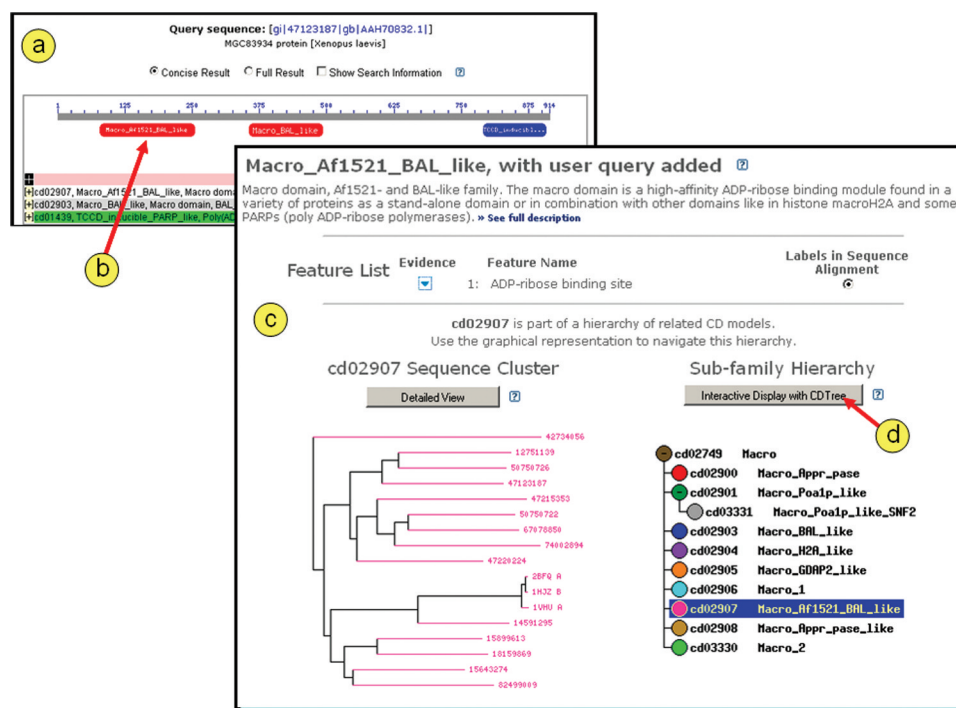 a
Query sequence: [gi|47123187|gb|AAH70832.1|]
MGC83934 protein [Xenopus laevis]
Concise Result Full Result Show Search Information ?
1 125 250 375 500 625 750 875 914
Macro_Af1521_BAL_like Macro_BAL_like TCCD_inducibl...
[+]cd02907, Macro_Af1521_BAL_like, Macro doma
[+]cd02903, Macro_BAL_like, Macro domain, BAL_
[+]cd01439, TCCD_inducible_PARP_like, Poly(AD
b
Macro_Af1521_BAL_like, with user query added ?
Macro domain, Af1521- and BAL-like family. The macro domain is a high-affinity ADP-ribose binding module found in a
variety of proteins as a stand-alone domain or in combination with other domains like in histone macroH2A and some
PARPs (poly ADP-ribose polymerases). » See full description
Feature List Evidence Feature Name Labels in Sequence Alignment
1: ADP-ribose binding site
c
cd02907 is part of a hierarchy of related CD models.
Use the graphical representation to navigate this hierarchy.
cd02907 Sequence Cluster
Detailed View ?
42734056
12751139
50750726
47123187
47215353
50750722
67078850
74002894
47220224
2BFQ A
1HJZ B
1VHU A
14591295
15899613
18159869
15643274
82499009
Sub-family Hierarchy
Interactive Display with CDTree ?
d
cd02749 Macro
cd02900 Macro_Appr_pase
cd02901 Macro_Poa1p_like
cd03331 Macro_Poa1p_like_SNF2
cd02903 Macro_BAL_like
cd02904 Macro_H2A_like
cd02905 Macro_GDAP2_like
cd02906 Macro_1
cd02907 Macro_Af1521_BAL_like
cd02908 Macro_Appr_pase_like
cd03330 Macro_2